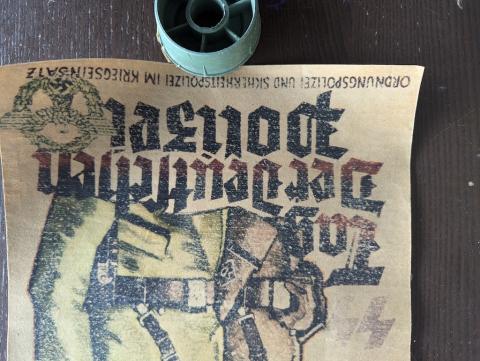 Tag
Der Deutschen
Polizei
ORDNUNGSPOLIZEI UND SICHERHEITSPOLIZEI IM KRIEGSEINSATZ